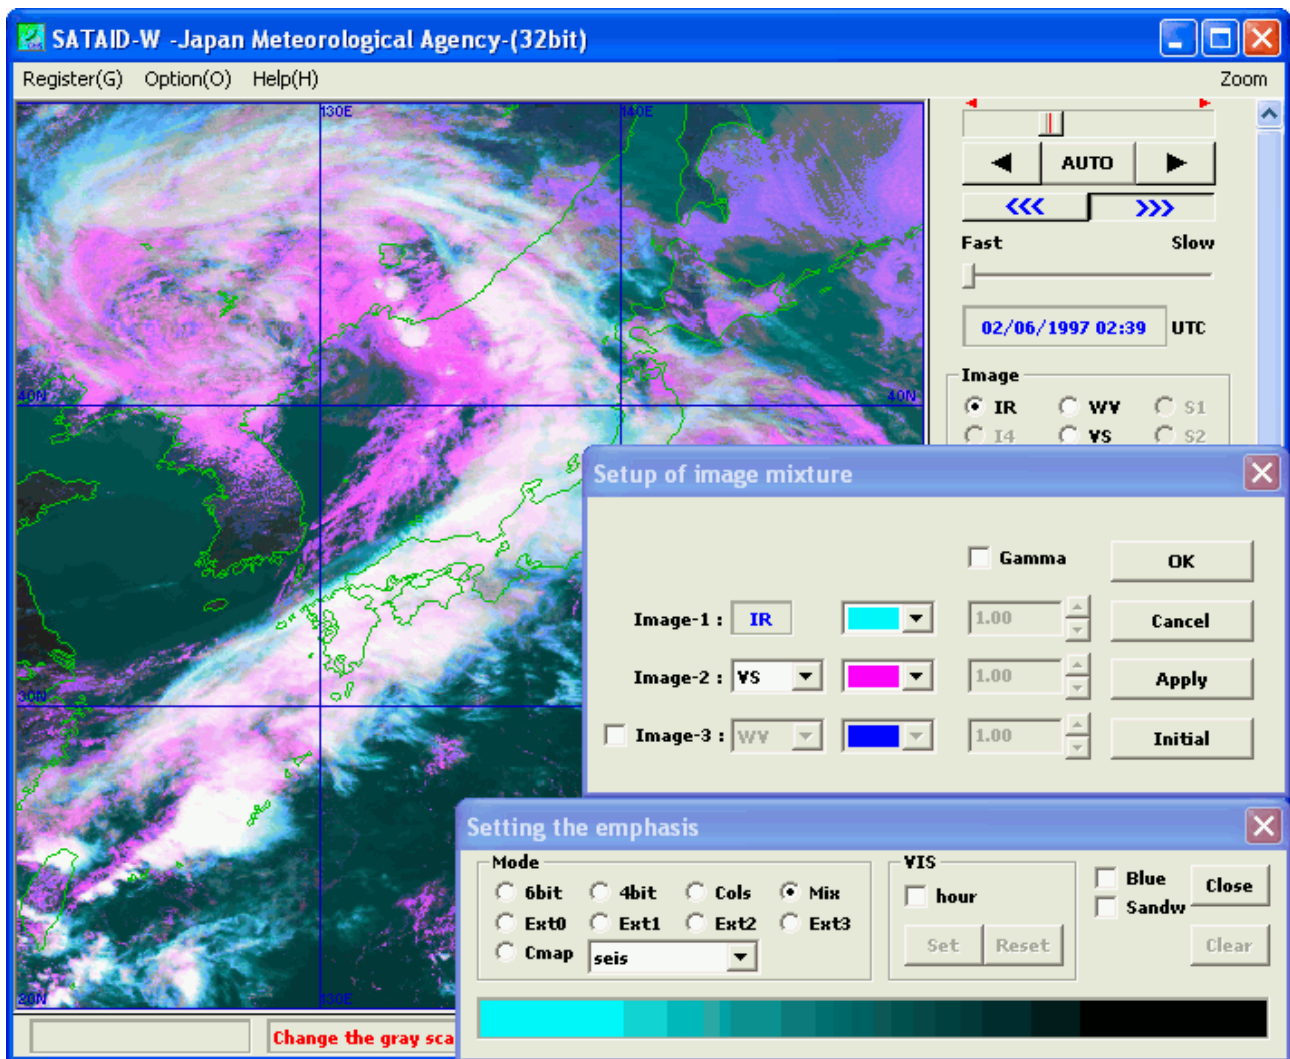 SATAID-W -Japan Meteorological Agency-(32bit)
Register(G) Option(O) Help(H) Zoom
130E 140E
AUTO
<<< >>>
Fast Slow
02/06/1997 02:39 UTC
Image
IR WV S1
I4 VS S2
40N 40N
Setup of image mixture
Gamma OK
Image-1 : IR 1.00 Cancel
Image-2 : VS 1.00 Apply
Image-3 : WV 1.00 Initial
30N
Setting the emphasis
Mode VIS
6bit 4bit Cols Mix hour Blue Close
Ext0 Ext1 Ext2 Ext3 Sandw
Cmap seis Set Reset Clear
20N 130E
Change the gray sca